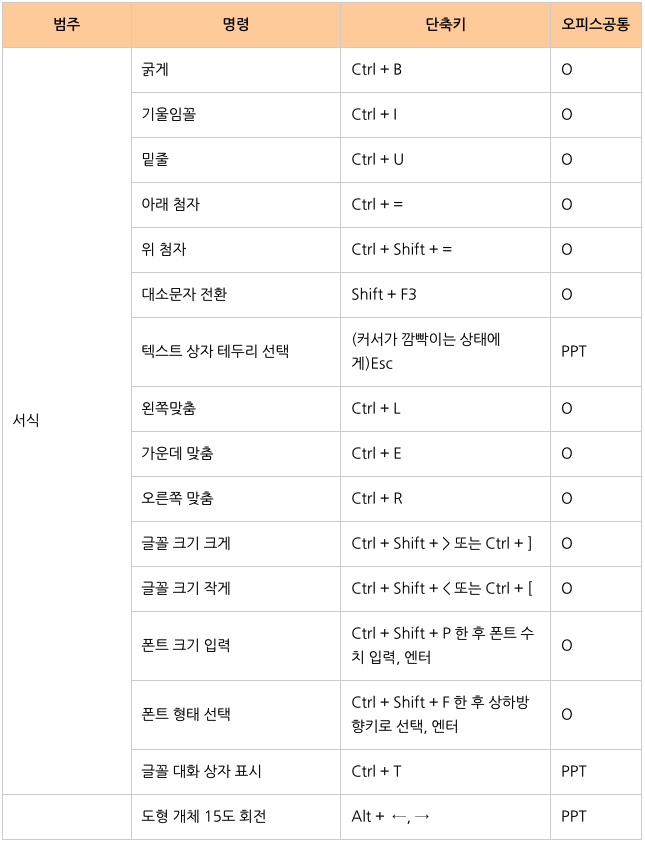 범주 명령 단축키 오피스공통
굵게 Ctrl + B O
기울임꼴 Ctrl + I O
밑줄 Ctrl + U O
아래 첨자 Ctrl + = O
위 첨자 Ctrl + Shift + = O
대소문자 전환 Shift + F3 O
텍스트 상자 테두리 선택 (커서가 깜빡이는 상태에
게)Esc PPT
서식
왼쪽맞춤 Ctrl + L O
가운데 맞춤 Ctrl + E O
오른쪽 맞춤 Ctrl + R O
글꼴 크기 크게 Ctrl + Shift + > 또는 Ctrl + ] O
글꼴 크기 작게 Ctrl + Shift + < 또는 Ctrl + [ O
폰트 크기 입력 Ctrl + Shift + P 한 후 폰트 수
치 입력, 엔터 O
폰트 형태 선택 Ctrl + Shift + F 한 후 상하방
향키로 선택, 엔터 O
글꼴 대화 상자 표시 Ctrl + T PPT
도형 개체 15도 회전 Alt + ←, → PPT